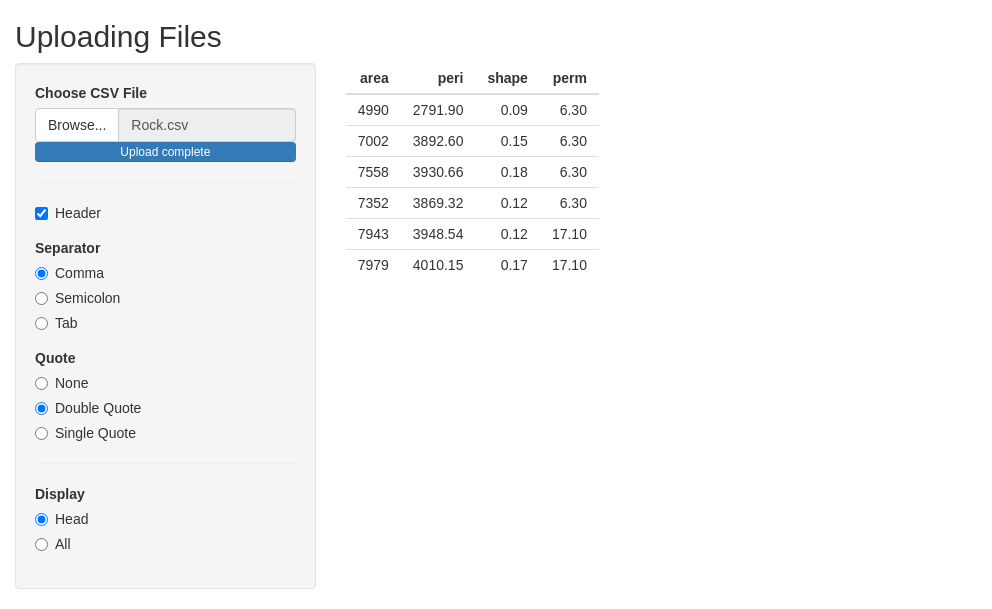 Uploading Files
Choose CSV File
Browse... Rock.csv
Upload complete
Header
Separator
Comma
Semicolon
Tab
Quote
None
Double Quote
Single Quote
Display
Head
All
area peri shape perm
4990 2791.90 0.09 6.30
7002 3892.60 0.15 6.30
7558 3930.66 0.18 6.30
7352 3869.32 0.12 6.30
7943 3948.54 0.12 17.10
7979 4010.15 0.17 17.10